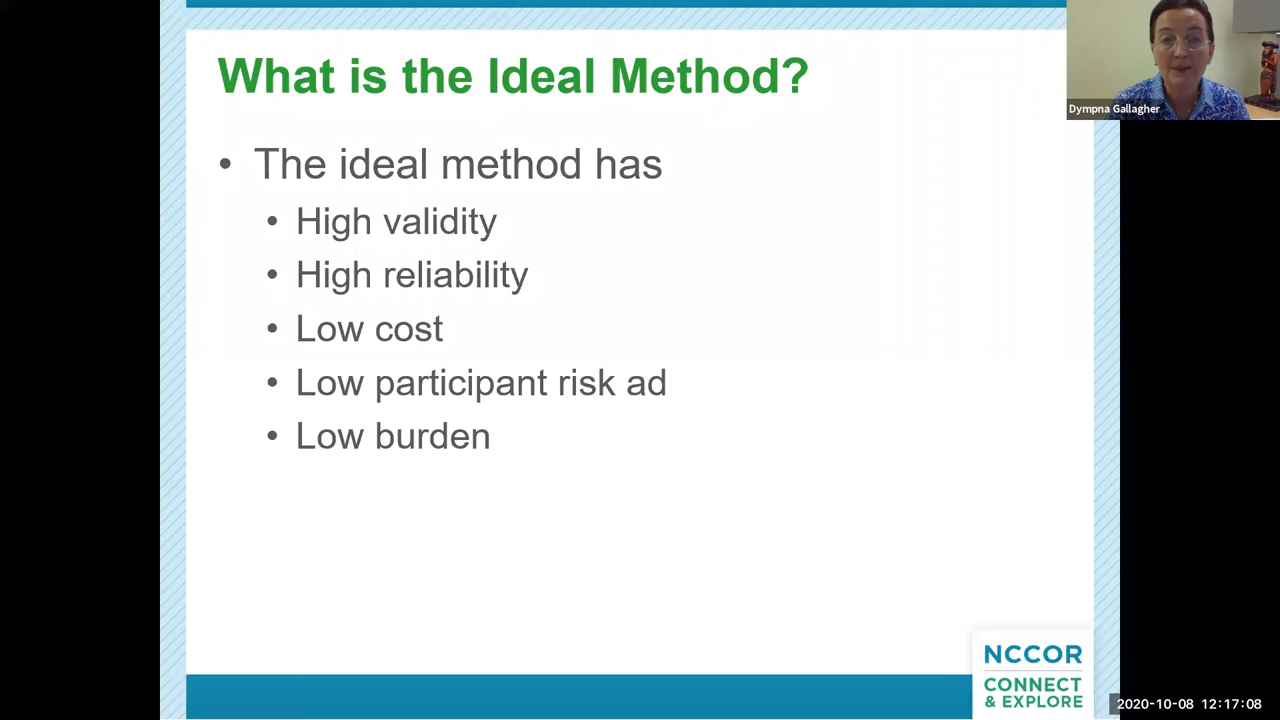 What is the Ideal Method?
• The ideal method has
• High validity
• High reliability
• Low cost
• Low participant risk ad
• Low burden
Dympna Gallagher
NCCOR
CONNECT
& EXPLORE
2020-10-08 12:17:08